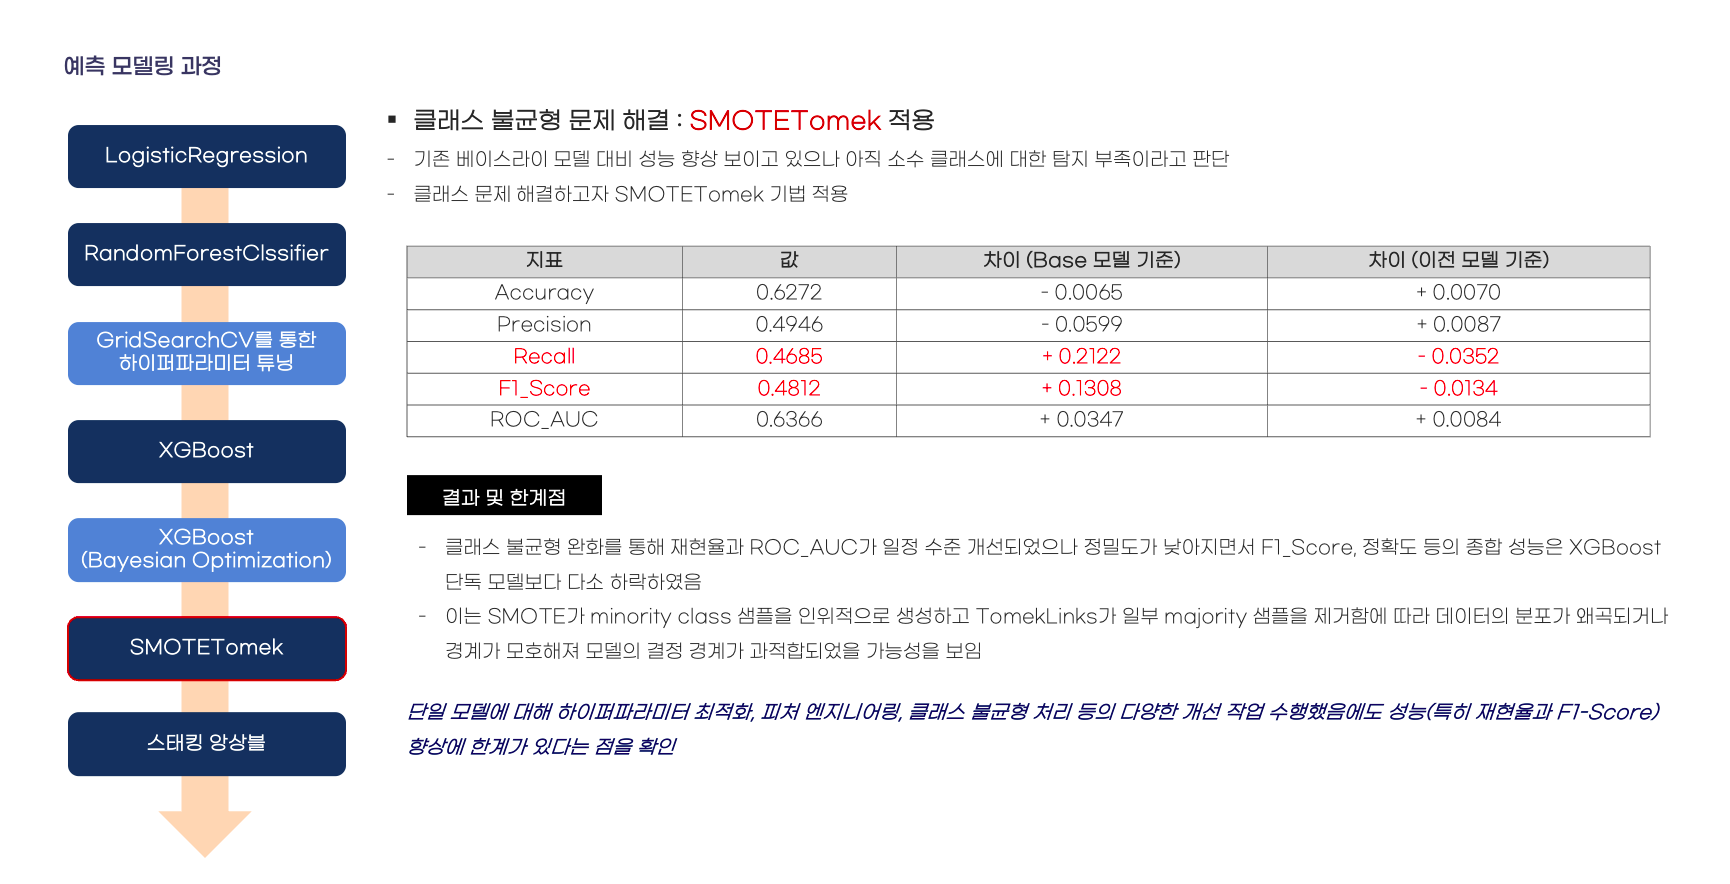 예측 모델링 과정
LogisticRegression
RandomForestClssifier
GridSearchCV를 통한
하이퍼파라미터 튜닝
XGBoost
XGBoost
(Bayesian Optimization)
SMOTETomek
스태킹 앙상블
▪ 클래스 불균형 문제 해결 : SMOTETomek 적용
- 기존 베이스라이 모델 대비 성능 향상 보이고 있으나 아직 소수 클래스에 대한 탐지 부족이라고 판단
- 클래스 문제 해결하고자 SMOTETomek 기법 적용
지표 값 차이 (Base 모델 기준) 차이 (이전 모델 기준)
Accuracy 0.6272 - 0.0065 + 0.0070
Precision 0.4946 - 0.0599 + 0.0087
Recall 0.4685 + 0.2122 - 0.0352
F1_Score 0.4812 + 0.1308 - 0.0134
ROC_AUC 0.6366 + 0.0347 + 0.0084
결과 및 한계점
- 클래스 불균형 완화를 통해 재현율과 ROC_AUC가 일정 수준 개선되었으나 정밀도가 낮아지면서 F1_Score, 정확도 등의 종합 성능은 XGBoost
단독 모델보다 다소 하락하였음
- 이는 SMOTE가 minority class 샘플을 인위적으로 생성하고 TomekLinks가 일부 majority 샘플을 제거함에 따라 데이터의 분포가 왜곡되거나
경계가 모호해져 모델의 결정 경계가 과적합되었을 가능성을 보임
단일 모델에 대해 하이퍼파라미터 최적화, 피처 엔지니어링, 클래스 불균형 처리 등의 다양한 개선 작업 수행했음에도 성능(특히 재현율과 F1-Score)
향상에 한계가 있다는 점을 확인